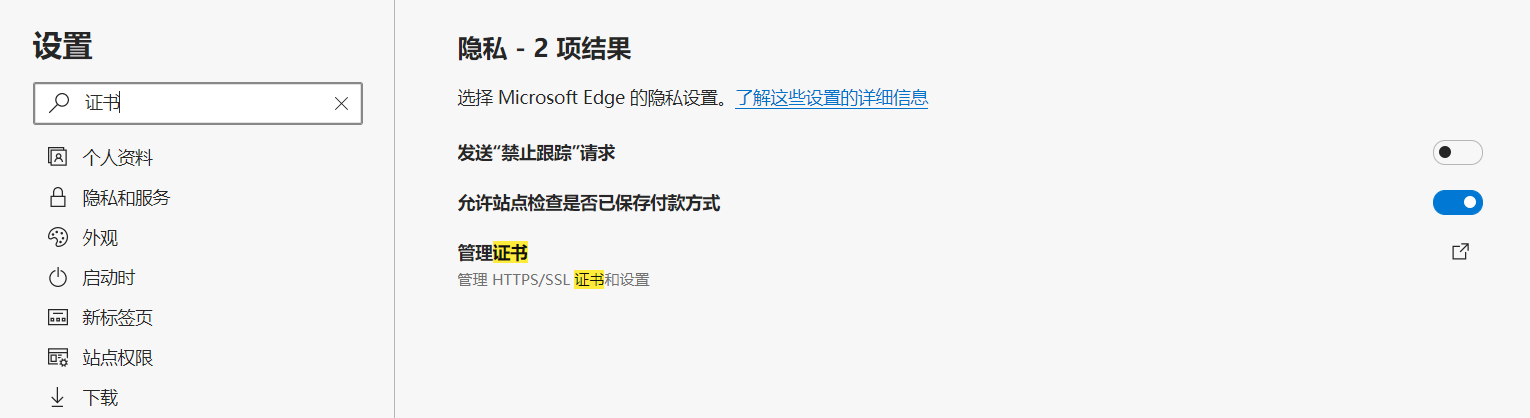 设置
证书
个人资料
隐私和服务
外观
启动时
新标签页
站点权限
下载
隐私 - 2 项结果
选择 Microsoft Edge 的隐私设置。了解这些设置的详细信息
发送“禁止跟踪”请求
允许站点检查是否已保存付款方式
管理证书
管理 HTTPS/SSL 证书和设置